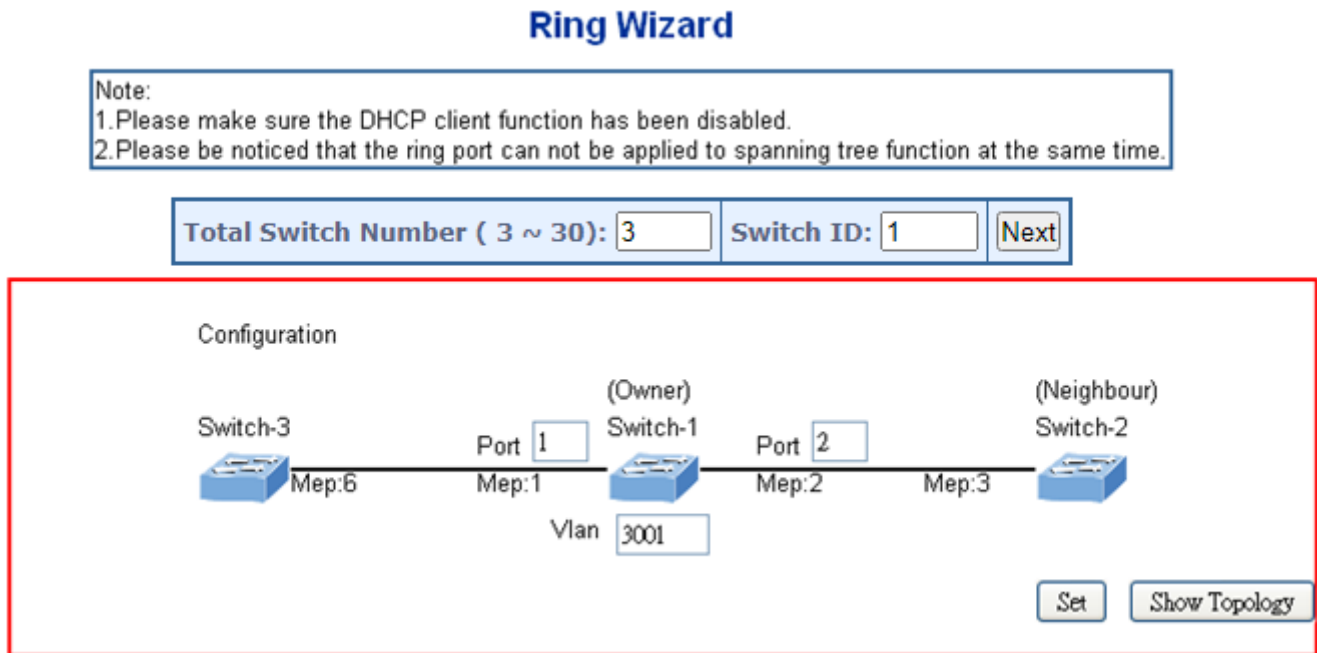 Ring Wizard
Note:
1.Please make sure the DHCP client function has been disabled.
2.Please be noticed that the ring port can not be applied to spanning tree function at the same time.
Total Switch Number ( 3 ~ 30): 3 Switch ID: 1 Next
Configuration
(Owner) (Neighbour)
Switch-3 Port 1 Switch-1 Port 2 Switch-2
Mep:6 Mep:1 Mep:2 Mep:3
Vlan 3001
Set Show Topology